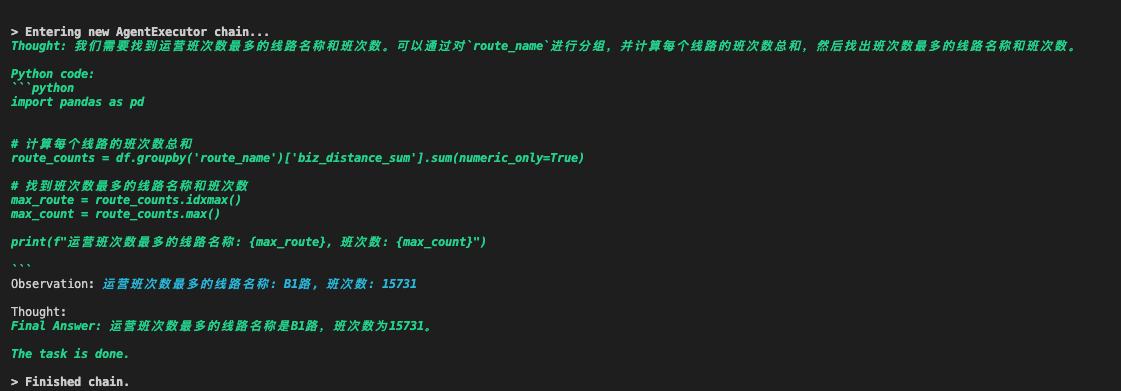 > Entering new AgentExecutor chain...
Thought: 我们需要找到运营班次数最多的线路名称和班次数。可以通过对`route_name`进行分组，并计算每个线路的班次数总和，然后找出班次数最多的线路名称和班次数。
Python code:
```python
import pandas as pd
# 计算每个线路的班次数总和
route_counts = df.groupby('route_name')['biz_distance_sum'].sum(numeric_only=True)
# 找到班次数最多的线路名称和班次数
max_route = route_counts.idxmax()
max_count = route_counts.max()
print(f"运营班次数最多的线路名称：{max_route}，班次数：{max_count}")
```
Observation: 运营班次数最多的线路名称：B1路，班次数：15731
Thought:
Final Answer: 运营班次数最多的线路名称是B1路，班次数为15731。
The task is done.
> Finished chain.